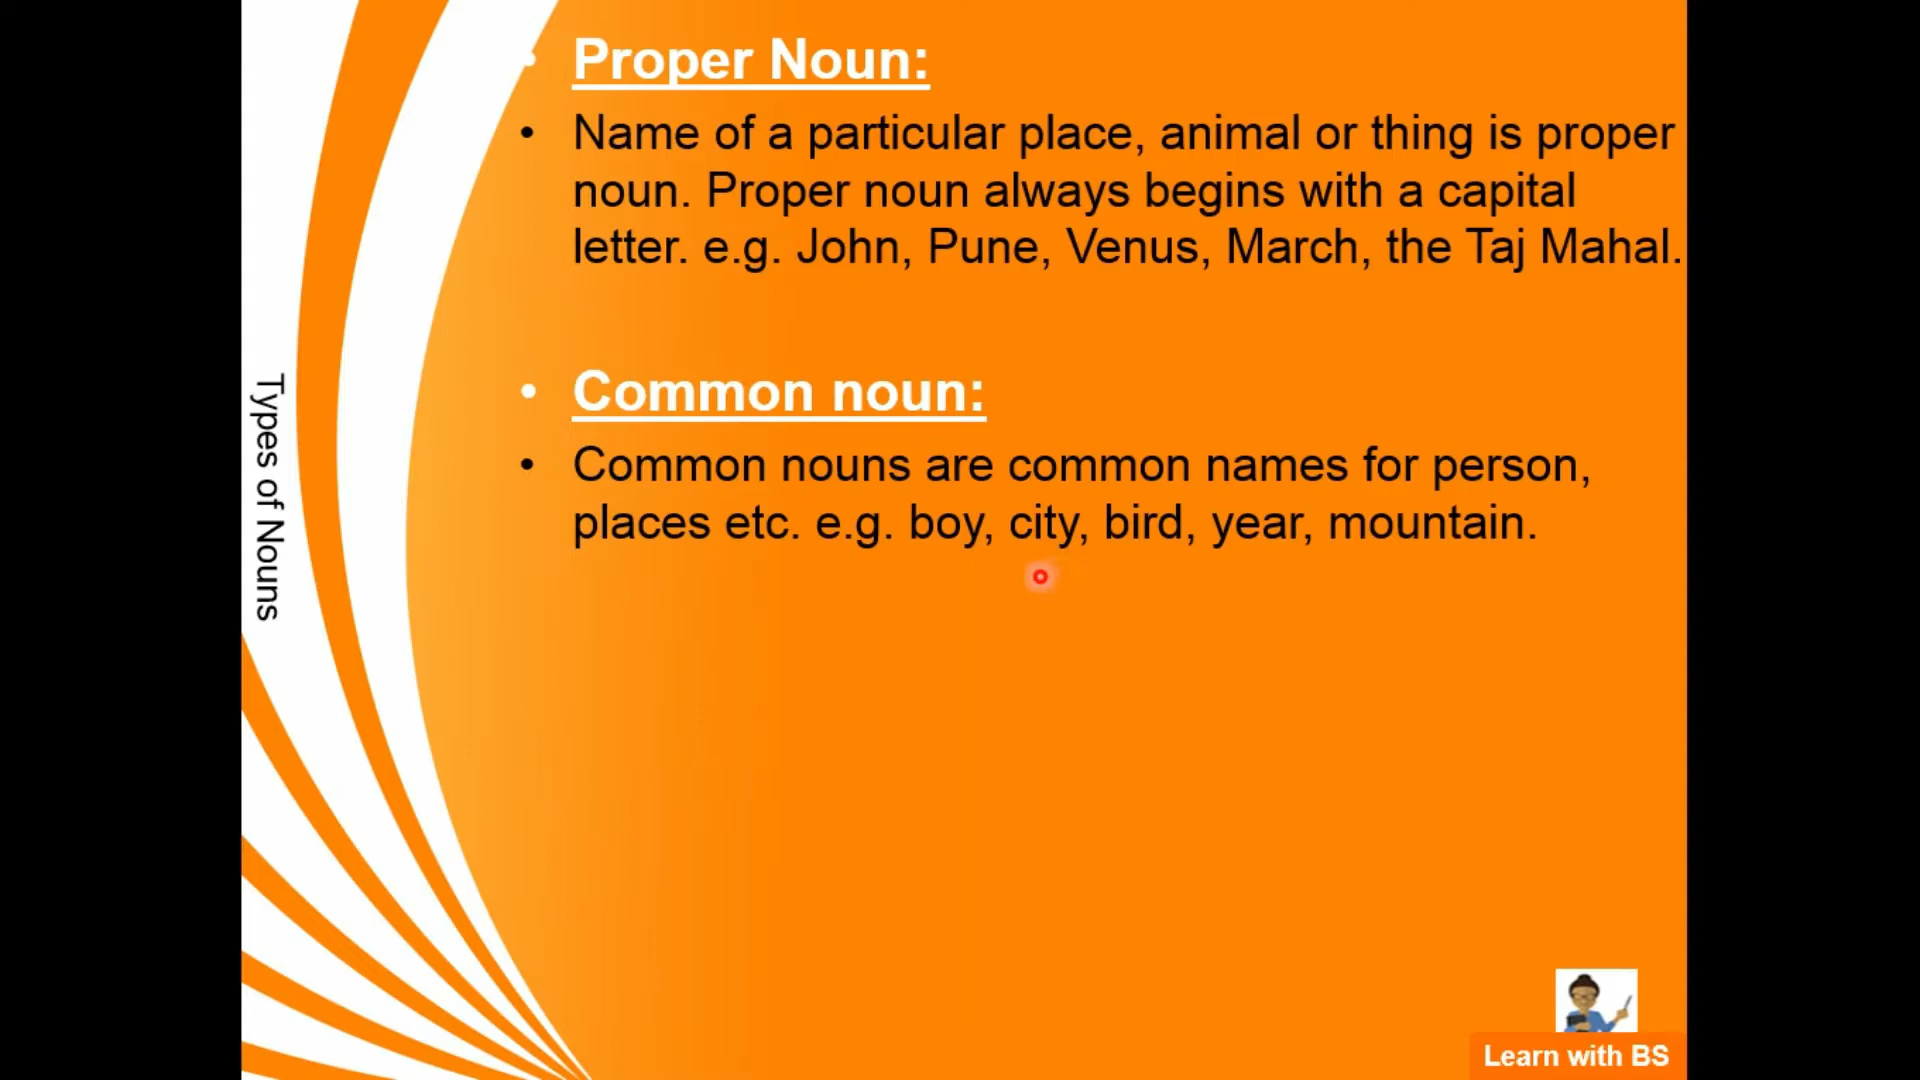 Proper Noun:
Name of a particular place, animal or thing is proper
noun. Proper noun always begins with a capital
letter. e.g. John, Pune, Venus, March, the Taj Mahal.
Common noun:
Common nouns are common names for person,
places etc. e.g. boy, city, bird, year, mountain.
Types of Nouns
Learn with BS